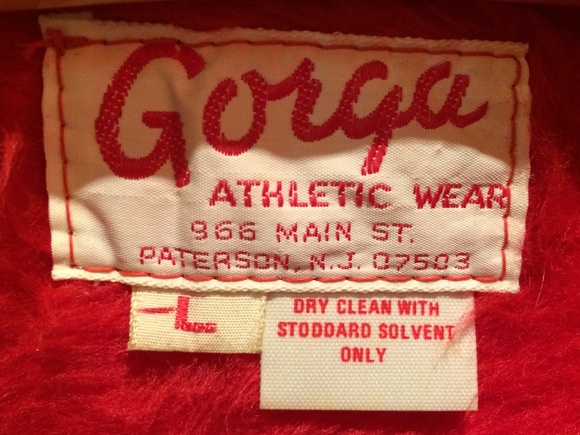 Gorga
ATHLETIC WEAR
966 MAIN ST.
PATERSON, N.J. 07503
-L
DRY CLEAN WITH
STODDARD SOLVENT
ONLY